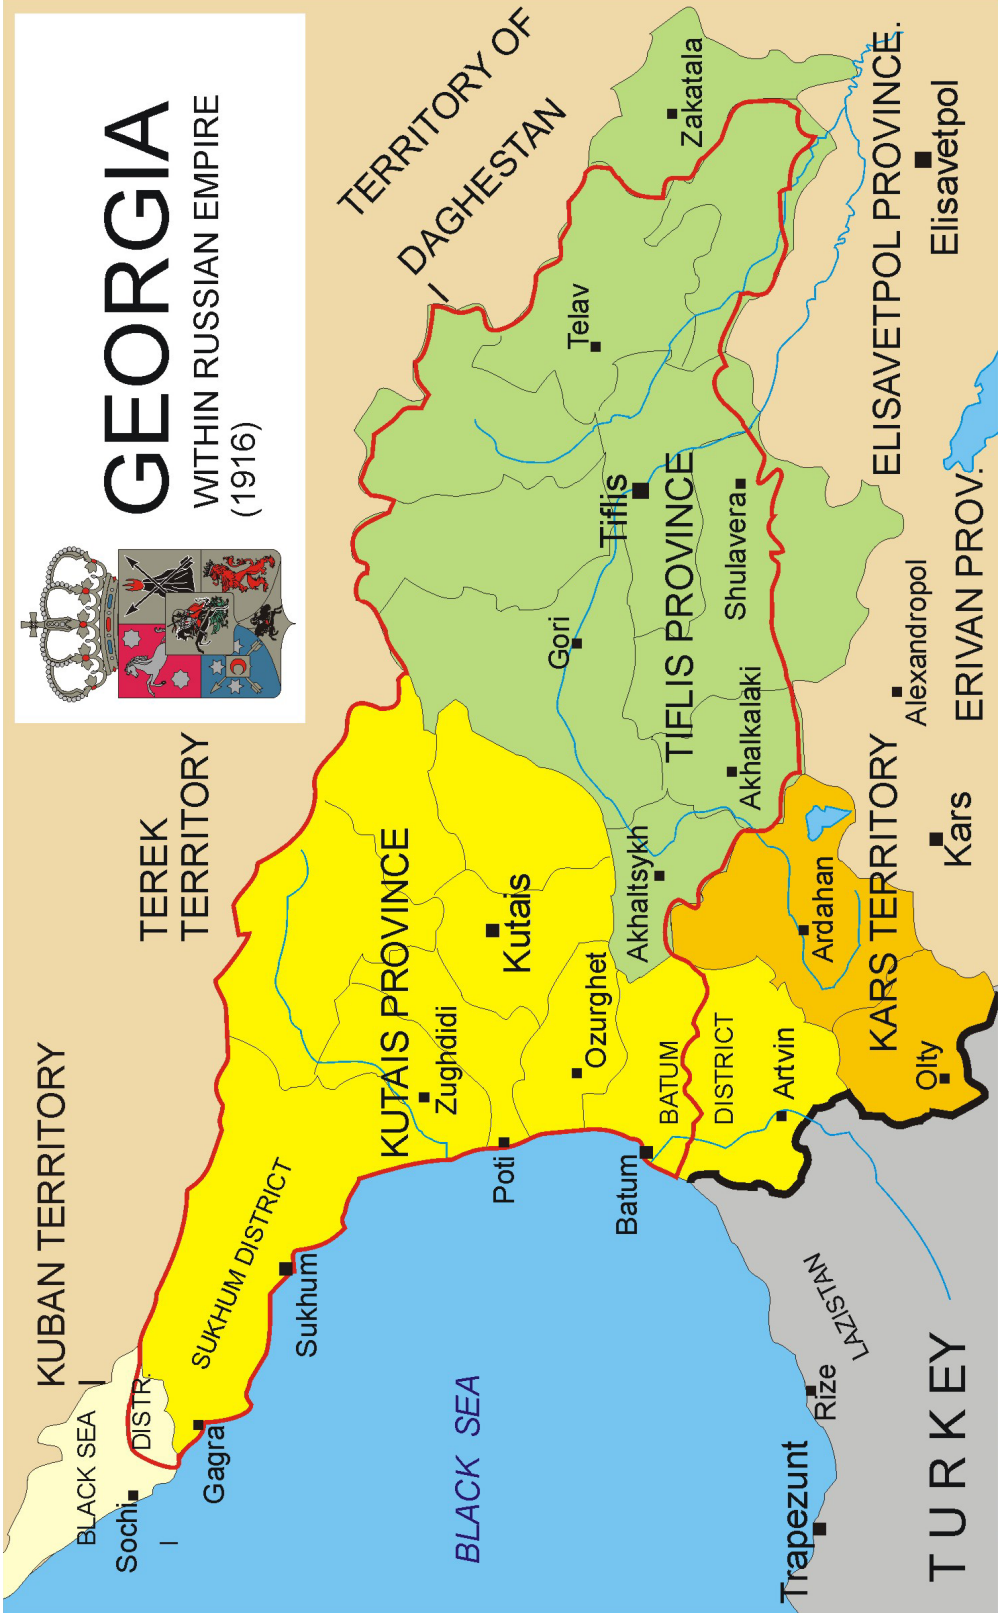 GEORGIA
WITHIN RUSSIAN EMPIRE
(1916)
KUBAN TERRITORY
TEREK
TERRITORY
TERRITORY OF
DAGHESTAN
BLACK SEA
DISTR.
Sochi
Gagra
SUKHUM DISTRICT
Sukhum
KUTAIS PROVINCE
Zughdidi
Kutais
Poti
Ozurghet
Batum
BATUM
DISTRICT
Artvin
BLACK SEA
TIFLIS PROVINCE
Tiflis
Gori
Telav
Zakatala
Shulavera
Akhaltsykh
Akhalkalaki
KARS TERRITORY
Ardahan
Olty
Kars
ERIVAN PROV.
Alexandropol
ELISAVETPOL PROVINCE.
Elisavetpol
LAZISTAN
Rize
Trapezunt
TURKEY